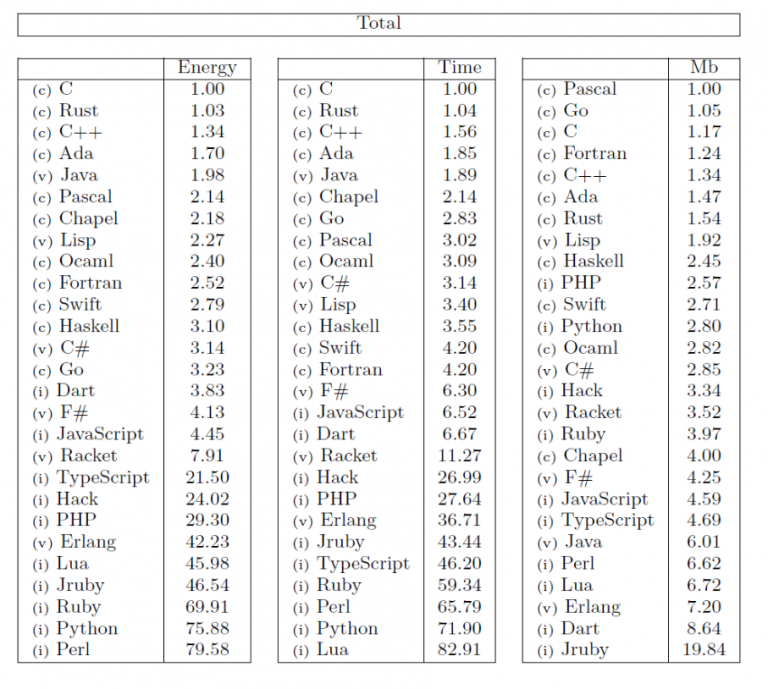 Total
Energy Time Mb
(c) C 1.00 (c) C 1.00 (c) Pascal 1.00
(c) Rust 1.03 (c) Rust 1.04 (c) Go 1.05
(c) C++ 1.34 (c) C++ 1.56 (c) C 1.17
(c) Ada 1.70 (c) Ada 1.85 (c) Fortran 1.24
(v) Java 1.98 (v) Java 1.89 (c) C++ 1.34
(c) Pascal 2.14 (c) Chapel 2.14 (c) Ada 1.47
(c) Chapel 2.18 (c) Go 2.83 (c) Rust 1.54
(v) Lisp 2.27 (c) Pascal 3.02 (v) Lisp 1.92
(c) Ocaml 2.40 (c) Ocaml 3.09 (c) Haskell 2.45
(c) Fortran 2.52 (v) C# 3.14 (i) PHP 2.57
(c) Swift 2.79 (v) Lisp 3.40 (c) Swift 2.71
(c) Haskell 3.10 (c) Haskell 3.55 (i) Python 2.80
(v) C# 3.14 (c) Swift 4.20 (c) Ocaml 2.82
(c) Go 3.23 (c) Fortran 4.20 (v) C# 2.85
(i) Dart 3.83 (v) F# 6.30 (i) Hack 3.34
(v) F# 4.13 (i) JavaScript 6.52 (v) Racket 3.52
(i) JavaScript 4.45 (i) Dart 6.67 (i) Ruby 3.97
(v) Racket 7.91 (v) Racket 11.27 (c) Chapel 4.00
(i) TypeScript 21.50 (i) Hack 26.99 (v) F# 4.25
(i) Hack 24.02 (i) PHP 27.64 (i) JavaScript 4.59
(i) PHP 29.30 (v) Erlang 36.71 (i) TypeScript 4.69
(v) Erlang 42.23 (i) Jruby 43.44 (v) Java 6.01
(i) Lua 45.98 (i) TypeScript 46.20 (i) Perl 6.62
(i) Jruby 46.54 (i) Ruby 59.34 (i) Lua 6.72
(i) Ruby 69.91 (i) Perl 65.79 (v) Erlang 7.20
(i) Python 75.88 (i) Python 71.90 (i) Dart 8.64
(i) Perl 79.58 (i) Lua 82.91 (i) Jruby 19.84